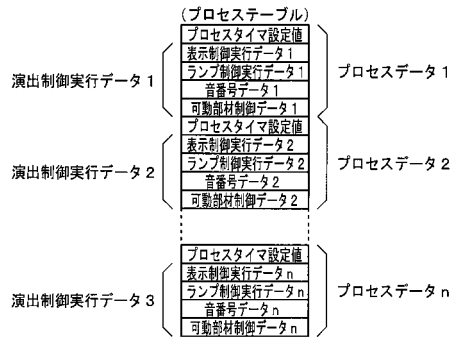 (プロセステーブル)
プロセスタイマ設定値
表示制御実行データ1
ランプ制御実行データ1
音番号データ1
可動部材制御データ1
演出制御実行データ1
プロセスデータ1
プロセスタイマ設定値
表示制御実行データ2
ランプ制御実行データ2
音番号データ2
可動部材制御データ2
演出制御実行データ2
プロセスデータ2
プロセスタイマ設定値
表示制御実行データn
ランプ制御実行データn
音番号データn
可動部材制御データn
演出制御実行データ3
プロセスデータn